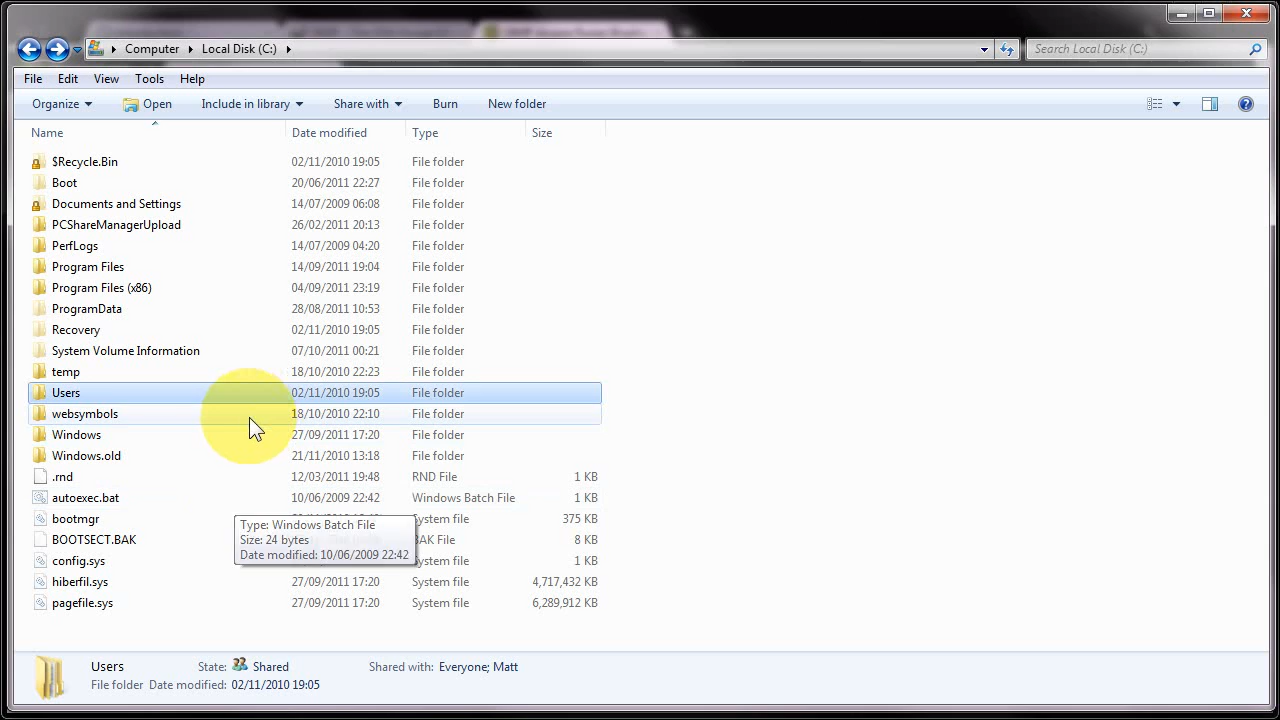 Computer Local Disk (C:) Search Local Disk (C:)
File Edit View Tools Help
Organize Open Include in library Share with Burn New folder
Name Date modified Type Size
$Recycle.Bin 02/11/2010 19:05 File folder
Boot 20/06/2011 22:27 File folder
Documents and Settings 14/07/2009 06:08 File folder
PCShareManagerUpload 26/02/2011 20:13 File folder
PerfLogs 14/07/2009 04:20 File folder
Program Files 14/09/2011 19:04 File folder
Program Files (x86) 04/09/2011 23:19 File folder
ProgramData 28/08/2011 10:53 File folder
Recovery 02/11/2010 19:05 File folder
System Volume Information 07/10/2011 00:21 File folder
temp 18/10/2010 22:23 File folder
Users 02/11/2010 19:05 File folder
websymbols 18/10/2010 22:10 File folder
Windows 27/09/2011 17:20 File folder
Windows.old 21/11/2010 13:18 File folder
.rnd 12/03/2011 19:48 RND File 1 KB
autoexec.bat 10/06/2009 22:42 Windows Batch File 1 KB
bootmgr System file 375 KB
Type: Windows Batch File
Size: 24 bytes
Date modified: 10/06/2009 22:42
BOOTSECT.BAK BAK File 8 KB
config.sys System file 1 KB
hiberfil.sys 27/09/2011 17:20 System file 4,717,432 KB
pagefile.sys 27/09/2011 17:20 System file 6,289,912 KB
Users State: Shared Shared with: Everyone; Matt
File folder Date modified: 02/11/2010 19:05